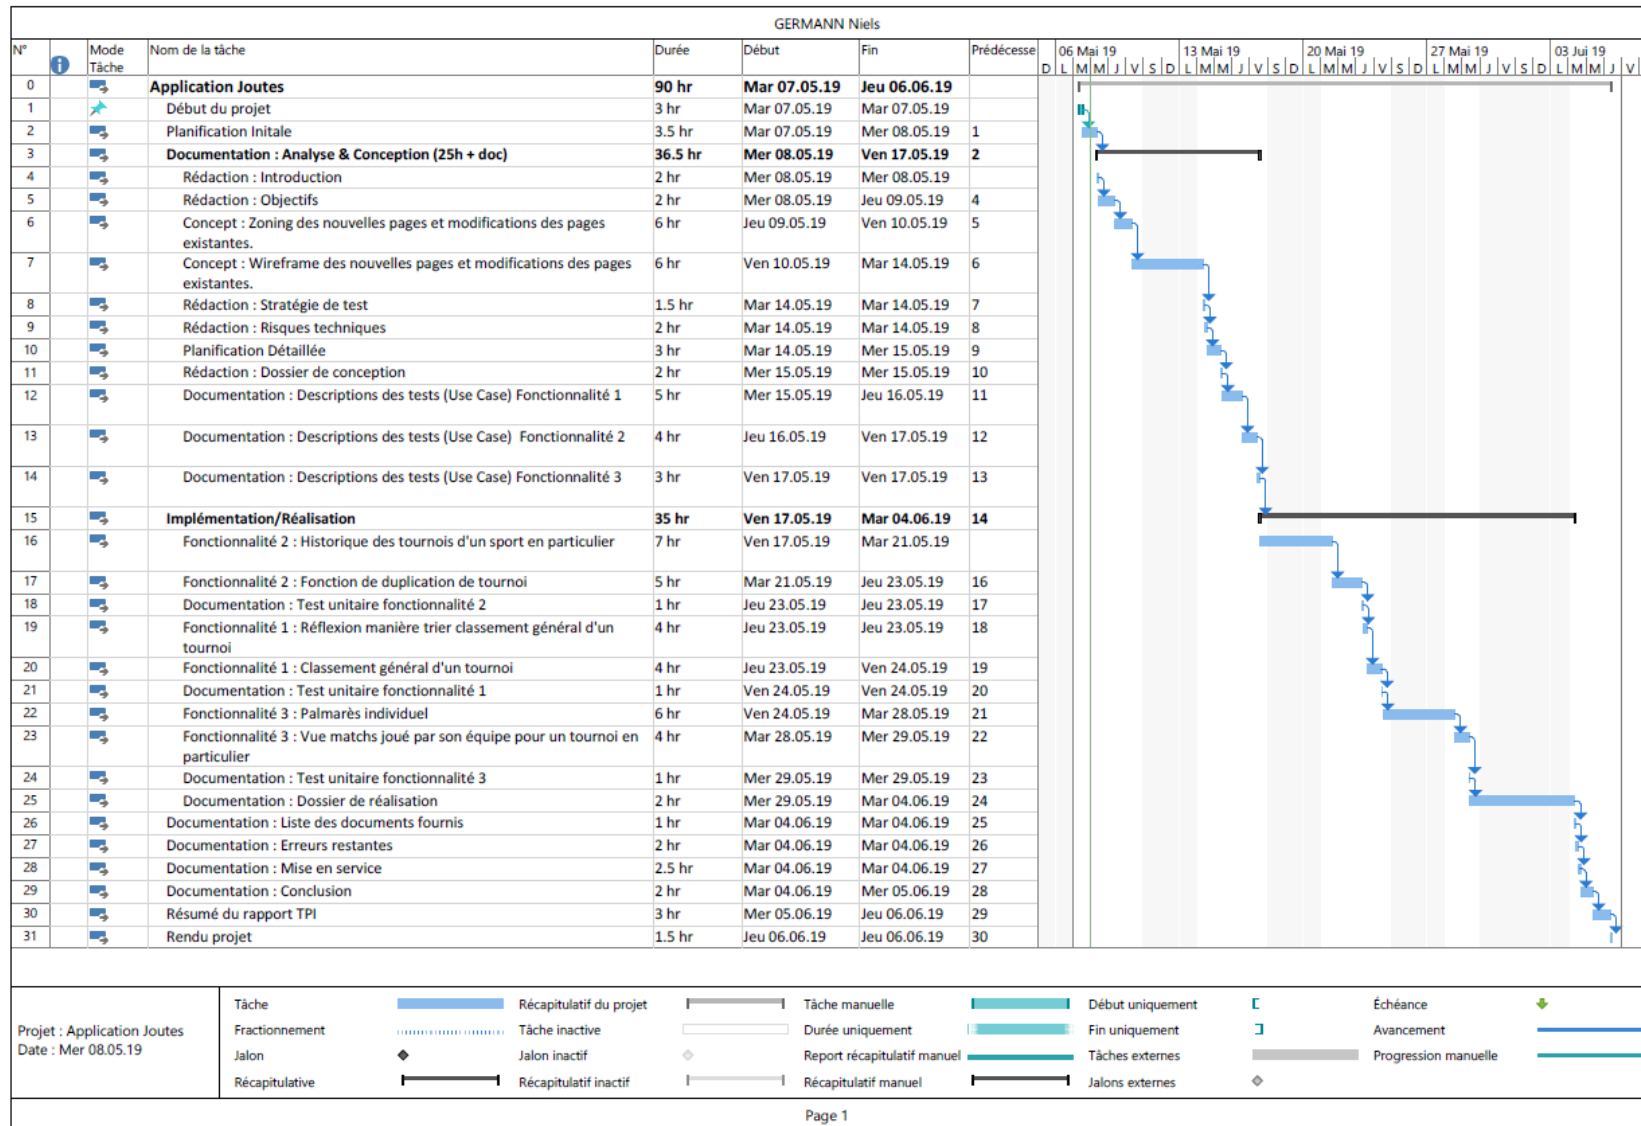 GERMANN Niels
N° Mode Tâche Nom de la tâche Durée Début Fin Prédécesse 06 Mai 19 13 Mai 19 20 Mai 19 27 Mai 19 03 Jui 19
D L M M J V S D L M M J V S D L M M J V S D L M M J V S D L M M J V
0 Application Joutes 90 hr Mar 07.05.19 Jeu 06.06.19
1 Début du projet 3 hr Mar 07.05.19 Mar 07.05.19
2 Planification Initale 3.5 hr Mar 07.05.19 Mer 08.05.19 1
3 Documentation : Analyse & Conception (25h + doc) 36.5 hr Mer 08.05.19 Ven 17.05.19 2
4 Rédaction : Introduction 2 hr Mer 08.05.19 Mer 08.05.19
5 Rédaction : Objectifs 2 hr Mer 08.05.19 Jeu 09.05.19 4
6 Concept : Zoning des nouvelles pages et modifications des pages 6 hr Jeu 09.05.19 Ven 10.05.19 5
existantes.
7 Concept : Wireframe des nouvelles pages et modifications des pages 6 hr Ven 10.05.19 Mar 14.05.19 6
existantes.
8 Rédaction : Stratégie de test 1.5 hr Mar 14.05.19 Mar 14.05.19 7
9 Rédaction : Risques techniques 2 hr Mar 14.05.19 Mar 14.05.19 8
10 Planification Détaillée 3 hr Mar 14.05.19 Mer 15.05.19 9
11 Rédaction : Dossier de conception 2 hr Mer 15.05.19 Mer 15.05.19 10
12 Documentation : Descriptions des tests (Use Case) Fonctionnalité 1 5 hr Mer 15.05.19 Jeu 16.05.19 11
13 Documentation : Descriptions des tests (Use Case) Fonctionnalité 2 4 hr Jeu 16.05.19 Ven 17.05.19 12
14 Documentation : Descriptions des tests (Use Case) Fonctionnalité 3 3 hr Ven 17.05.19 Ven 17.05.19 13
15 Implémentation/Réalisation 35 hr Ven 17.05.19 Mar 04.06.19 14
16 Fonctionnalité 2 : Historique des tournois d'un sport en particulier 7 hr Ven 17.05.19 Mar 21.05.19
17 Fonctionnalité 2 : Fonction de duplication de tournoi 5 hr Mar 21.05.19 Jeu 23.05.19 16
18 Documentation : Test unitaire fonctionnalité 2 1 hr Jeu 23.05.19 Jeu 23.05.19 17
19 Fonctionnalité 1 : Réflexion manière trier classement général d'un 4 hr Jeu 23.05.19 Jeu 23.05.19 18
tournoi
20 Fonctionnalité 1 : Classement général d'un tournoi 4 hr Jeu 23.05.19 Ven 24.05.19 19
21 Documentation : Test unitaire fonctionnalité 1 1 hr Ven 24.05.19 Ven 24.05.19 20
22 Fonctionnalité 3 : Palmarès individuel 6 hr Ven 24.05.19 Mar 28.05.19 21
23 Fonctionnalité 3 : Vue matchs joué par son équipe pour un tournoi en 4 hr Mar 28.05.19 Mer 29.05.19 22
particulier
24 Documentation : Test unitaire fonctionnalité 3 1 hr Mer 29.05.19 Mer 29.05.19 23
25 Documentation : Dossier de réalisation 2 hr Mer 29.05.19 Mar 04.06.19 24
26 Documentation : Liste des documents fournis 1 hr Mar 04.06.19 Mar 04.06.19 25
27 Documentation : Erreurs restantes 2 hr Mar 04.06.19 Mar 04.06.19 26
28 Documentation : Mise en service 2.5 hr Mar 04.06.19 Mar 04.06.19 27
29 Documentation : Conclusion 2 hr Mar 04.06.19 Mer 05.06.19 28
30 Résumé du rapport TPI 3 hr Mer 05.06.19 Jeu 06.06.19 29
31 Rendu projet 1.5 hr Jeu 06.06.19 Jeu 06.06.19 30
Projet : Application Joutes
Date : Mer 08.05.19
Tâche Récapitulatif du projet Tâche manuelle Début uniquement Échéance
Fractionnement Tâche inactive Durée uniquement Fin uniquement Avancement
Jalon Jalon inactif Report récapitulatif manuel Tâches externes Progression manuelle
Récapitulative Récapitulatif inactif Récapitulatif manuel Jalons externes
Page 1